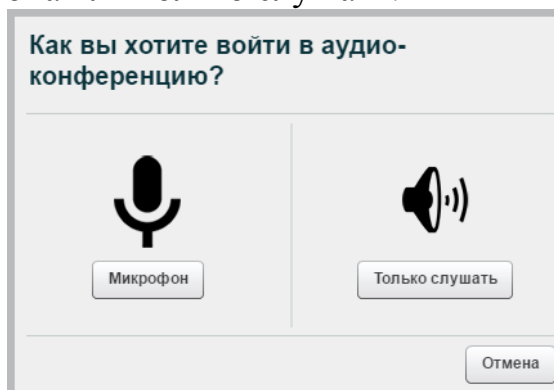 Как вы хотите войти в аудио-
конференцию?
Микрофон
Только слушать
Отмена